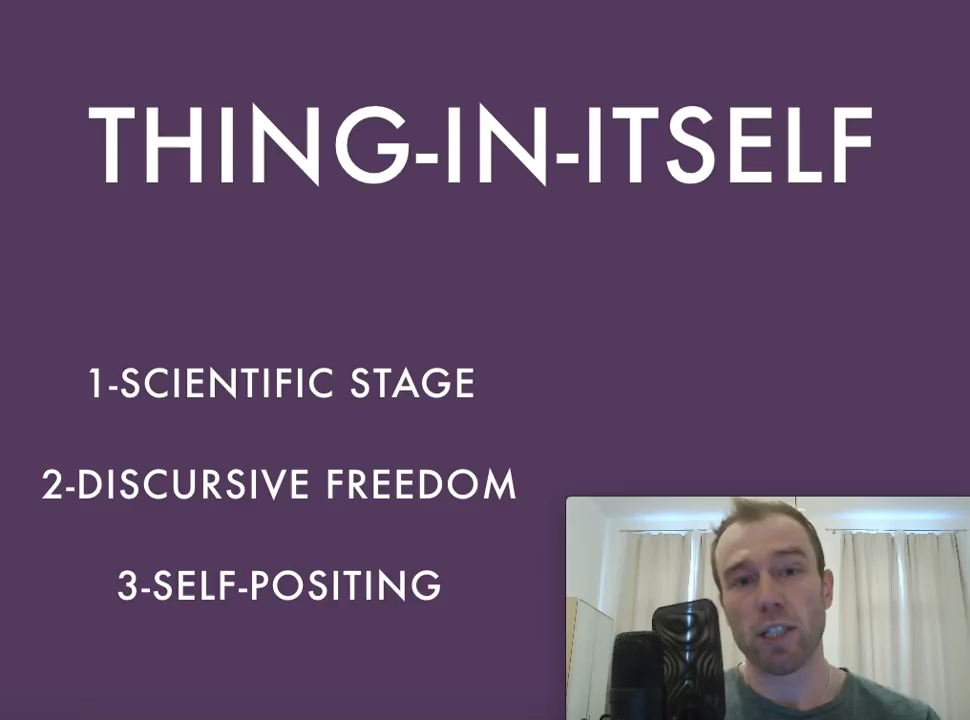 THING-IN-ITSELF
1-SCIENTIFIC STAGE
2-DISCURSIVE FREEDOM
3-SELF-POSITING